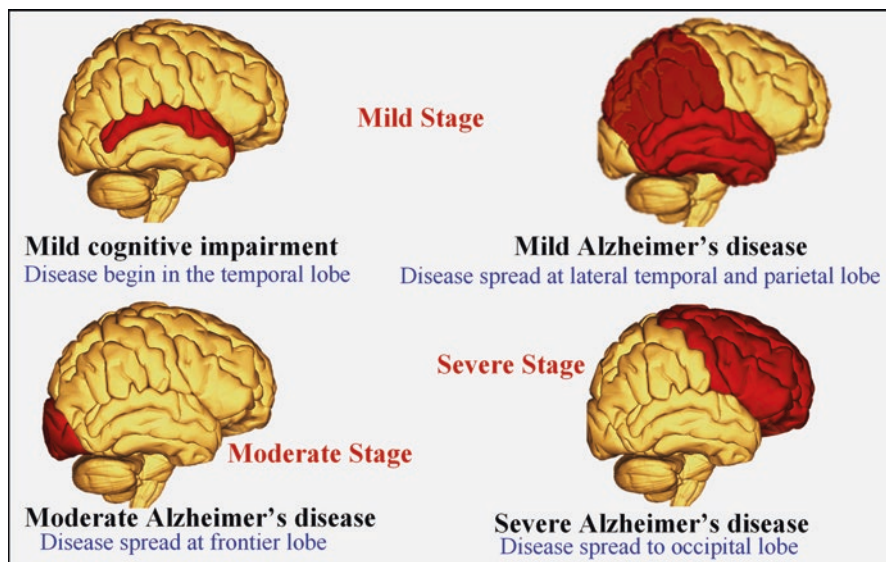 Mild Stage
Mild cognitive impairment
Disease begin in the temporal lobe
Mild Alzheimer’s disease
Disease spread at lateral temporal and parietal lobe
Moderate Stage
Moderate Alzheimer’s disease
Disease spread at frontier lobe
Severe Stage
Severe Alzheimer’s disease
Disease spread to occipital lobe